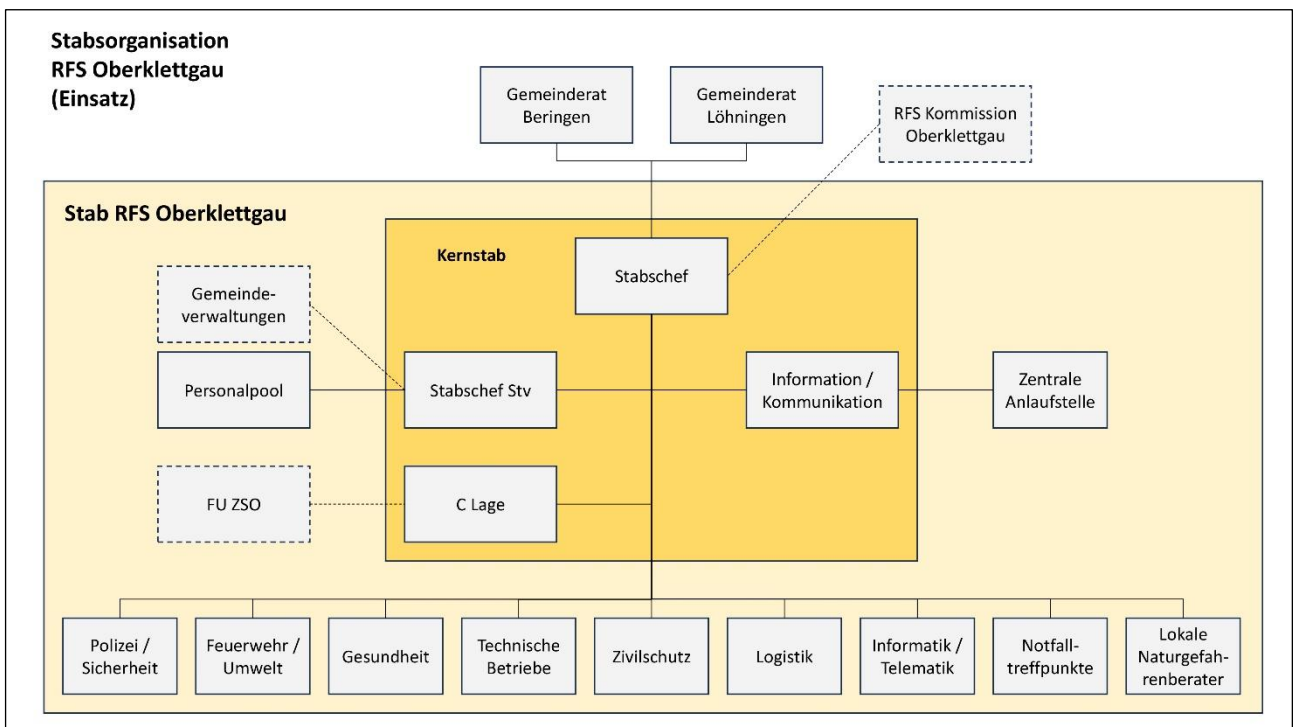 Stabsorganisation
RFS Oberklettgau
(Einsatz)
Gemeinderat
Beringen
Gemeinderat
Löhningen
RFS Kommission
Oberklettgau
Stab RFS Oberklettgau
Kernstab
Stabschef
Gemeinde-
verwaltungen
Personalpool
Stabschef Stv
Information /
Kommunikation
Zentrale
Anlaufstelle
FU ZSO
C Lage
Polizei /
Sicherheit
Feuerwehr /
Umwelt
Gesundheit
Technische
Betriebe
Zivilschutz
Logistik
Informatik /
Telematik
Notfall-
treffpunkte
Lokale
Naturgefah-
renberater